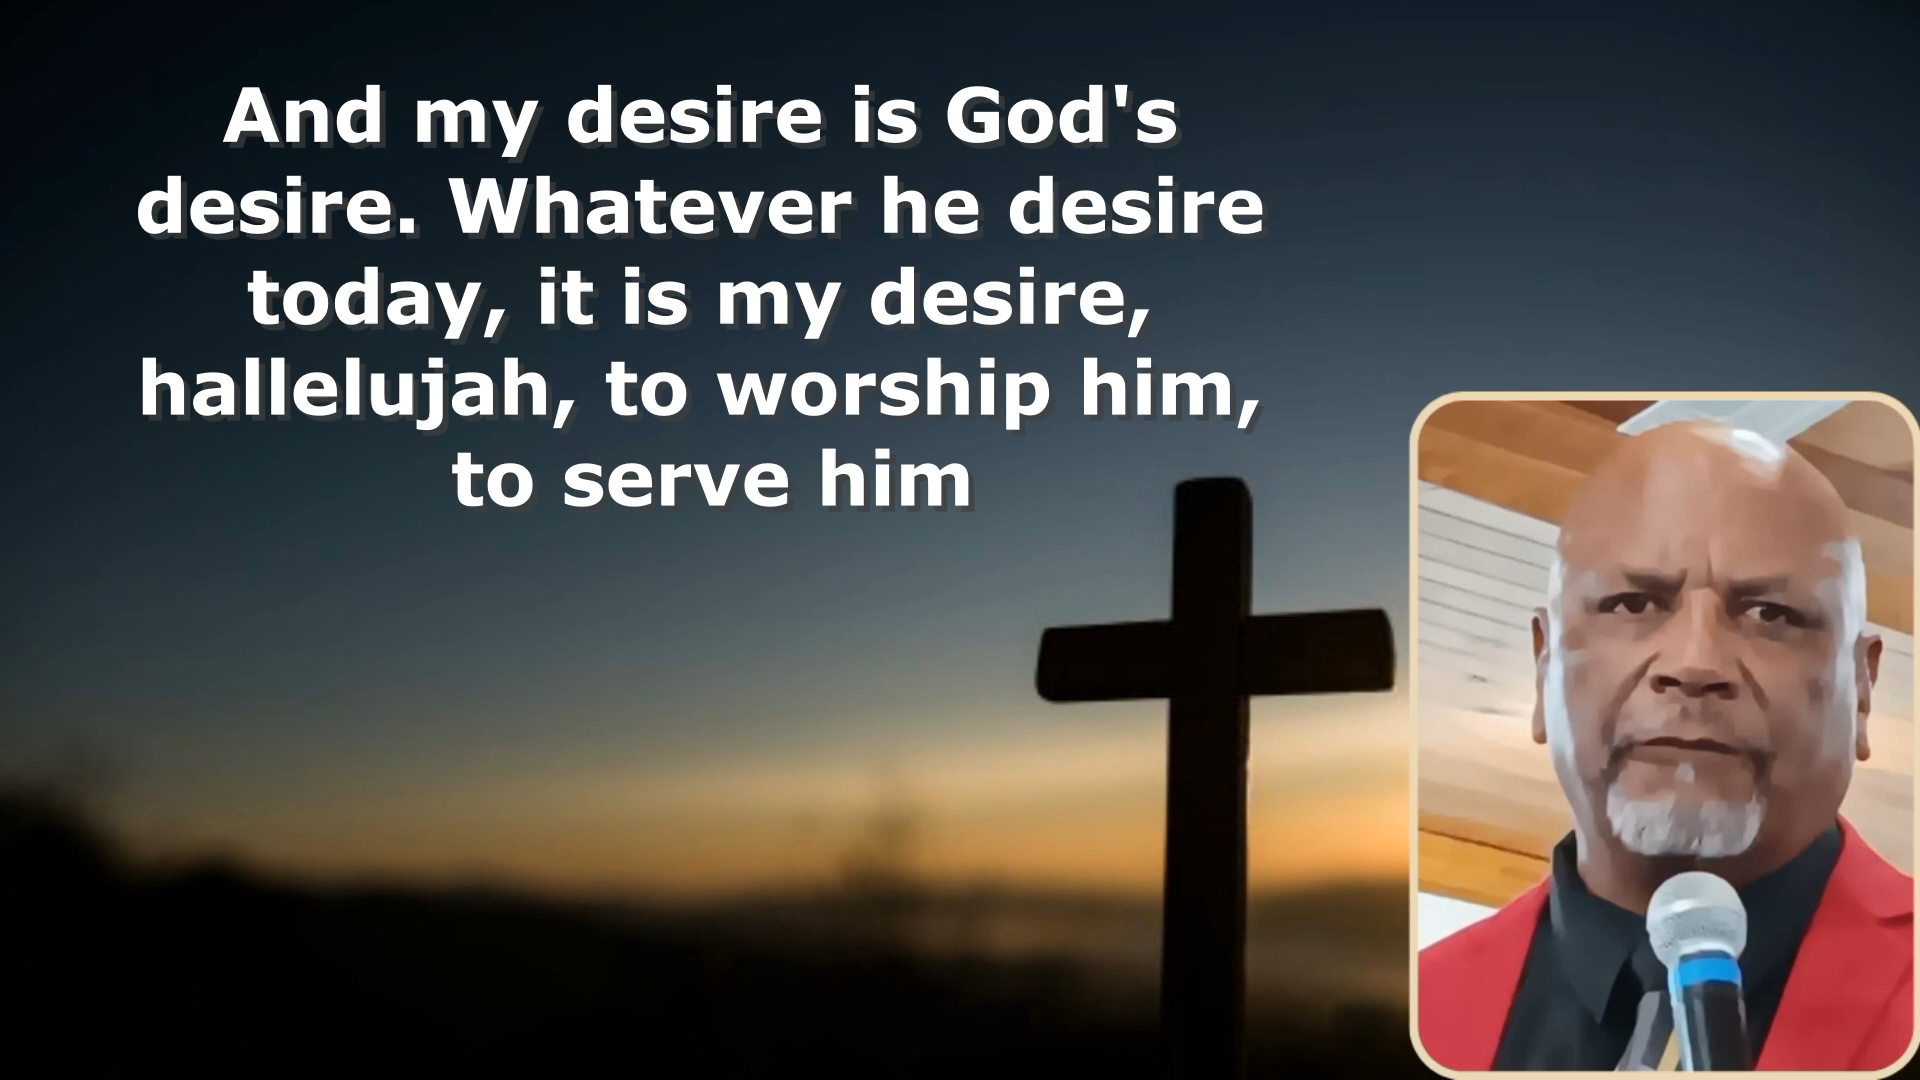 And my desire is God's
desire. Whatever he desire
today, it is my desire,
hallelujah, to worship him,
to serve him